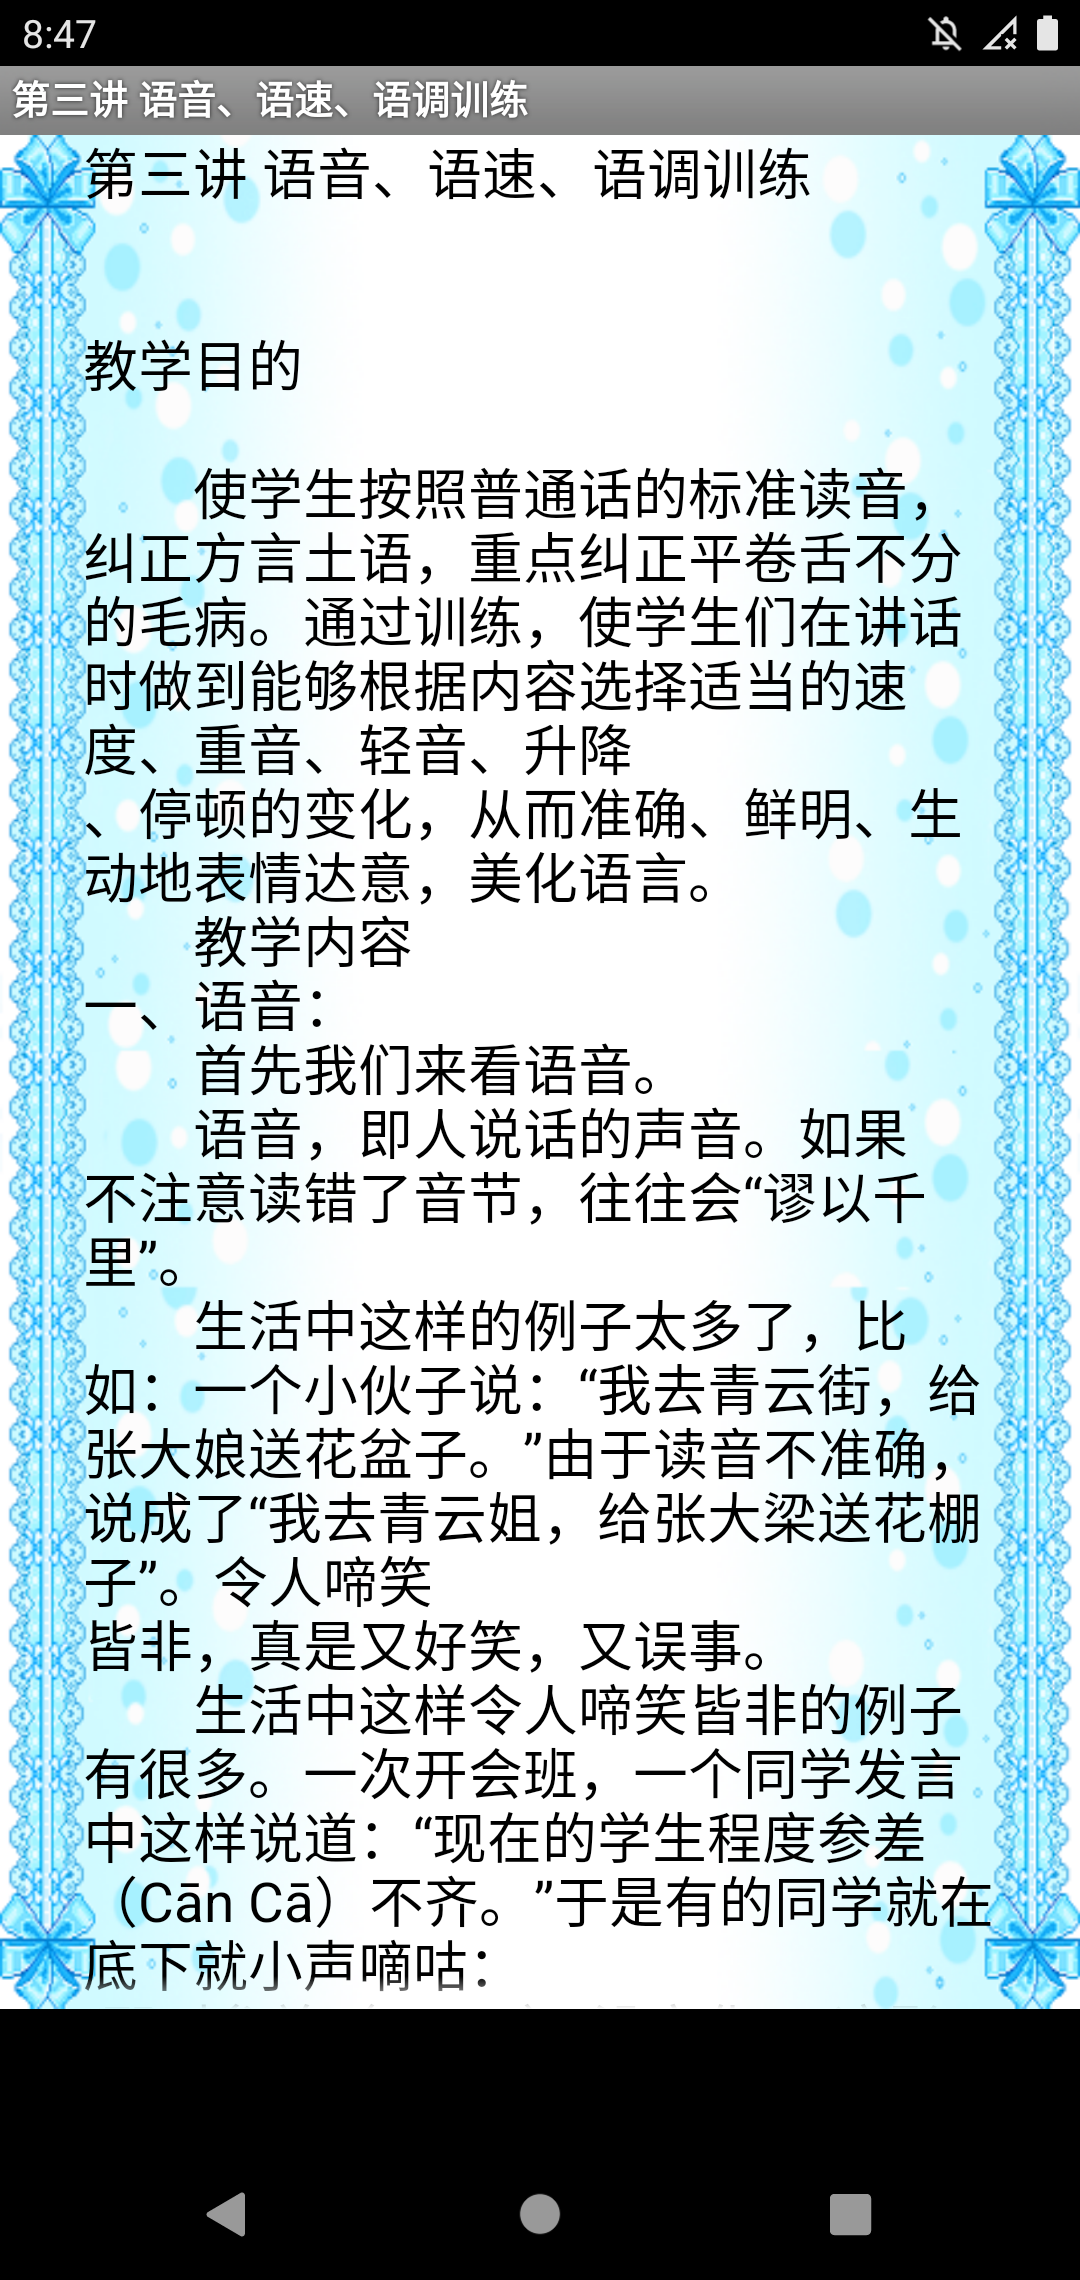 8:47
第三讲 语音、语速、语调训练
第三讲 语音、语速、语调训练
教学目的
使学生按照普通话的标准读音，
纠正方言土语，重点纠正平卷舌不分
的毛病。通过训练，使学生们在讲话
时做到能够根据内容选择适当的速
度、重音、轻音、升降
、停顿的变化，从而准确、鲜明、生
动地表情达意，美化语言。
教学内容
一、语音：
首先我们来看语音。
语音，即人说话的声音。如果
不注意读错了音节，往往会“谬以千
里”。
生活中这样的例子太多了，比
如：一个小伙子说：“我去青云街，给
张大娘送花盆子。”由于读音不准确，
说成了“我去青云姐，给张大梁送花棚
子”。令人啼笑
皆非，真是又好笑，又误事。
生活中这样令人啼笑皆非的例子
有很多。一次开会班，一个同学发言
中这样说道：“现在的学生程度参差
（Cān Cā）不齐。”于是有的同学就在
底下就小声嘀咕：